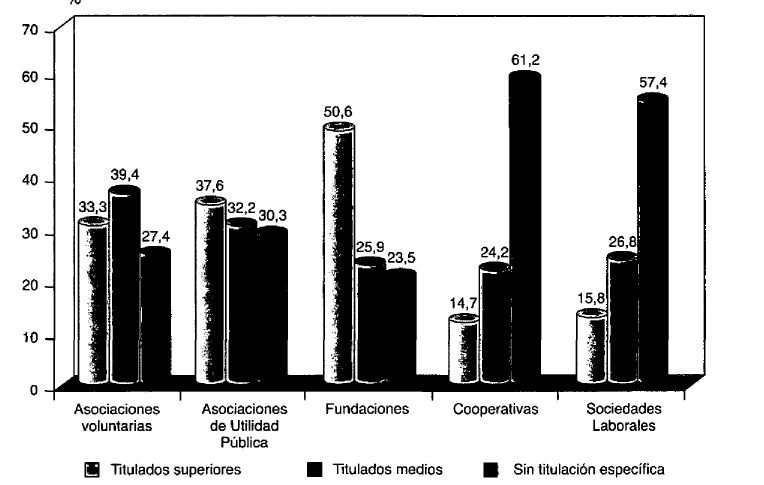 %
70
60
50
40
30
20
10
0
33,3
39,4
27,4
37,6
32,2
30,3
50,6
25,9
23,5
14,7
24,2
61,2
15,8
26,8
57,4
Asociaciones
voluntarias
Asociaciones
de Utilidad
Pública
Fundaciones
Cooperativas
Sociedades
Laborales
Titulados superiores
Titulados medios
Sin titulación específica